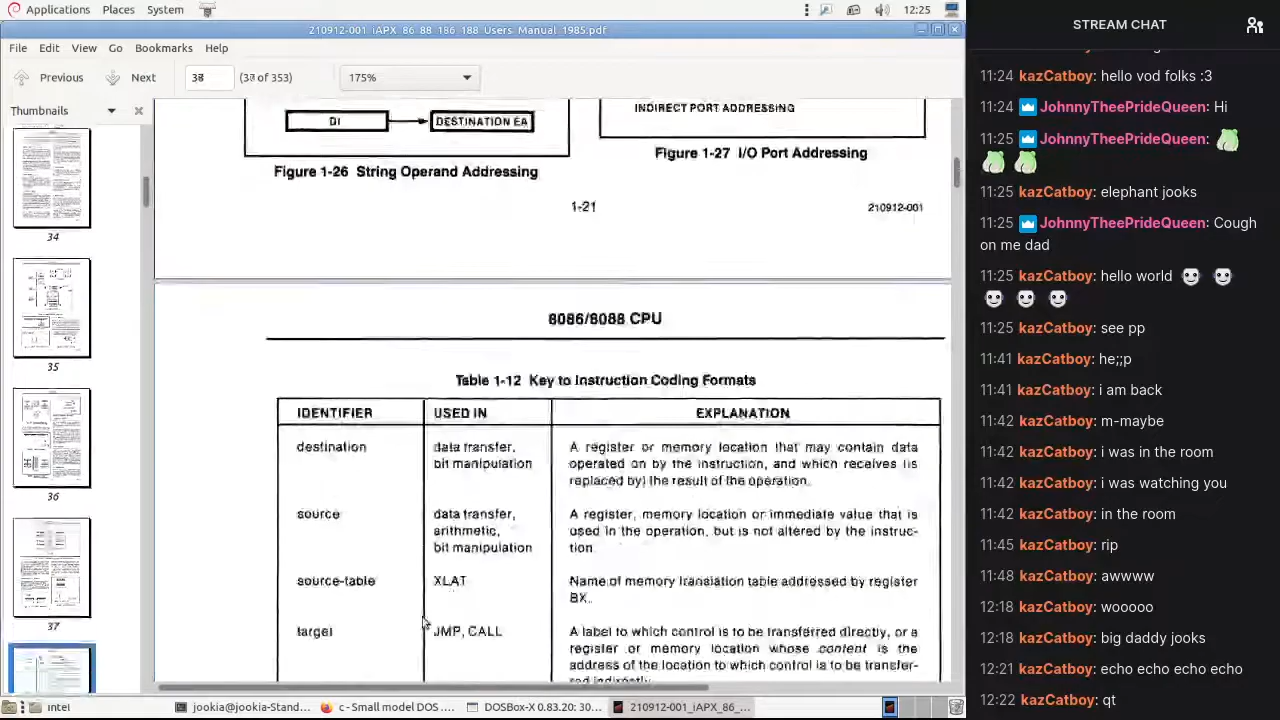 Applications Places System 12:25
210912-001_iAPX_86_88_186_188_Users_Manual_1985.pdf
File Edit View Go Bookmarks Help
Previous Next (37 of 353) 175%
Thumbnails
34
35
36
37
DI DESTINATION EA
Figure 1-26 String Operand Addressing
INDIRECT PORT ADDRESSING
Figure 1-27 I/O Port Addressing
1-21 210912-001
8086/8088 CPU
Table 1-12 Key to Instruction Coding Formats
IDENTIFIER USED IN EXPLANATION
destination data transfer, A register or memory location that may contain data
bit manipulation operated on by the instruction, and which receives (is
replaced by) the result of the operation.
source data transfer, A register, memory location or immediate value that is
arithmetic, used in the operation, but is not altered by the instruc-
bit manipulation tion
source-table XLAT Name of memory translation table addressed by register
BX.
target JMP, CALL A label to which control is to be transferred directly, or a
register or memory location whose content is the
address of the location to which control is to be transfer-
red indirectly.
intel jookia@jookia-Stand... z + Small model DOS .... DOSBox-X 0.83.20: 30... 210912-001_iAPX_86_...
STREAM CHAT
11:24 kazCatboy: hello vod folks :3
11:24 JohnnyTheePrideQueen: Hi
11:25 JohnnyTheePrideQueen:
11:25 kazCatboy: elephant jooks
11:25 JohnnyTheePrideQueen: Cough
on me dad
11:25 kazCatboy: hello world
11:25 kazCatboy: see pp
11:41 kazCatboy: he;;p
11:41 kazCatboy: i am back
11:42 kazCatboy: m-maybe
11:42 kazCatboy: i was in the room
11:42 kazCatboy: i was watching you
11:42 kazCatboy: in the room
11:45 kazCatboy: rip
11:48 kazCatboy: awwww
12:18 kazCatboy: wooooo
12:18 kazCatboy: big daddy jooks
12:21 kazCatboy: echo echo echo echo
12:22 kazCatboy: qt